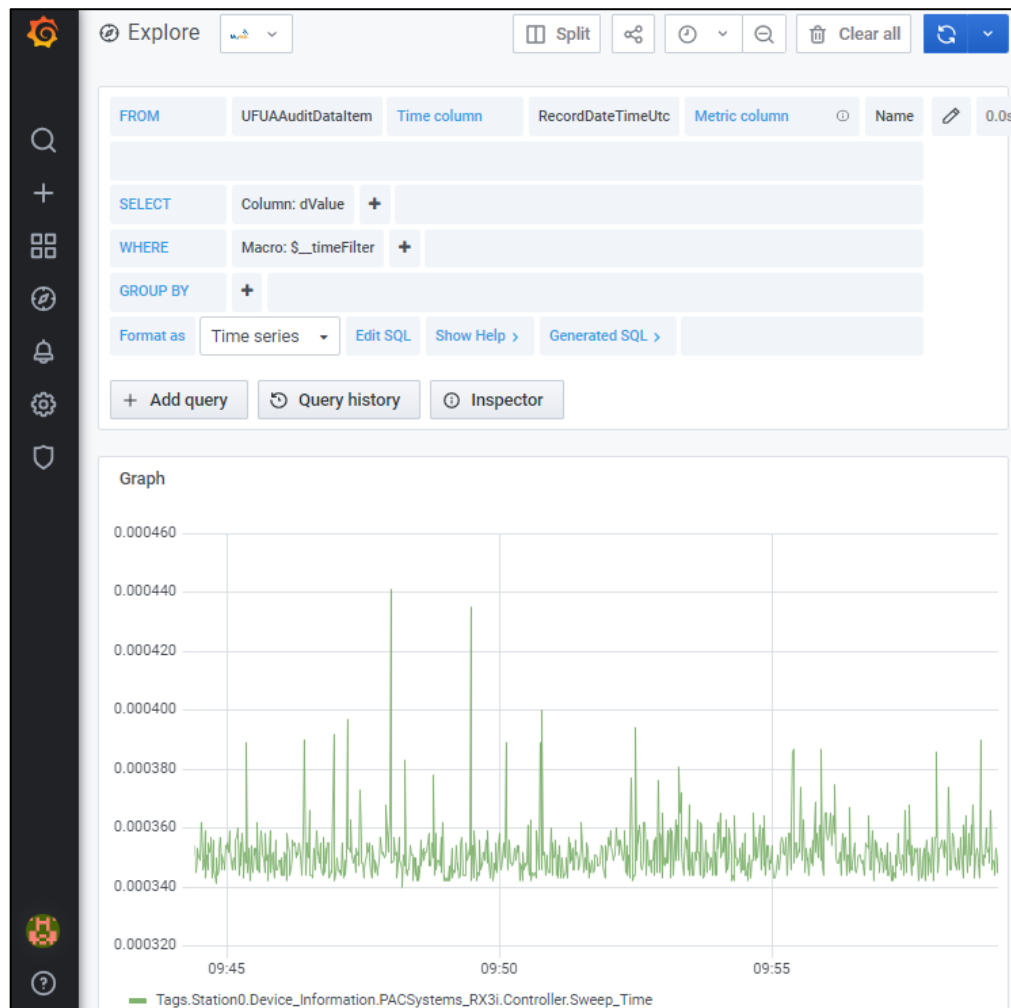 Explore Split Clear all
FROM UFUAAuditDataItem Time column RecordDateTimeUtc Metric column Name 0.0s
SELECT Column: dValue +
WHERE Macro: $__timeFilter +
GROUP BY +
Format as Time series Edit SQL Show Help > Generated SQL >
+ Add query Query history Inspector
Graph
0.000460
0.000440
0.000420
0.000400
0.000380
0.000360
0.000340
0.000320
09:45 09:50 09:55
Tags.Station0.Device_Information.PACSystems_RX3i.Controller.Sweep_Time